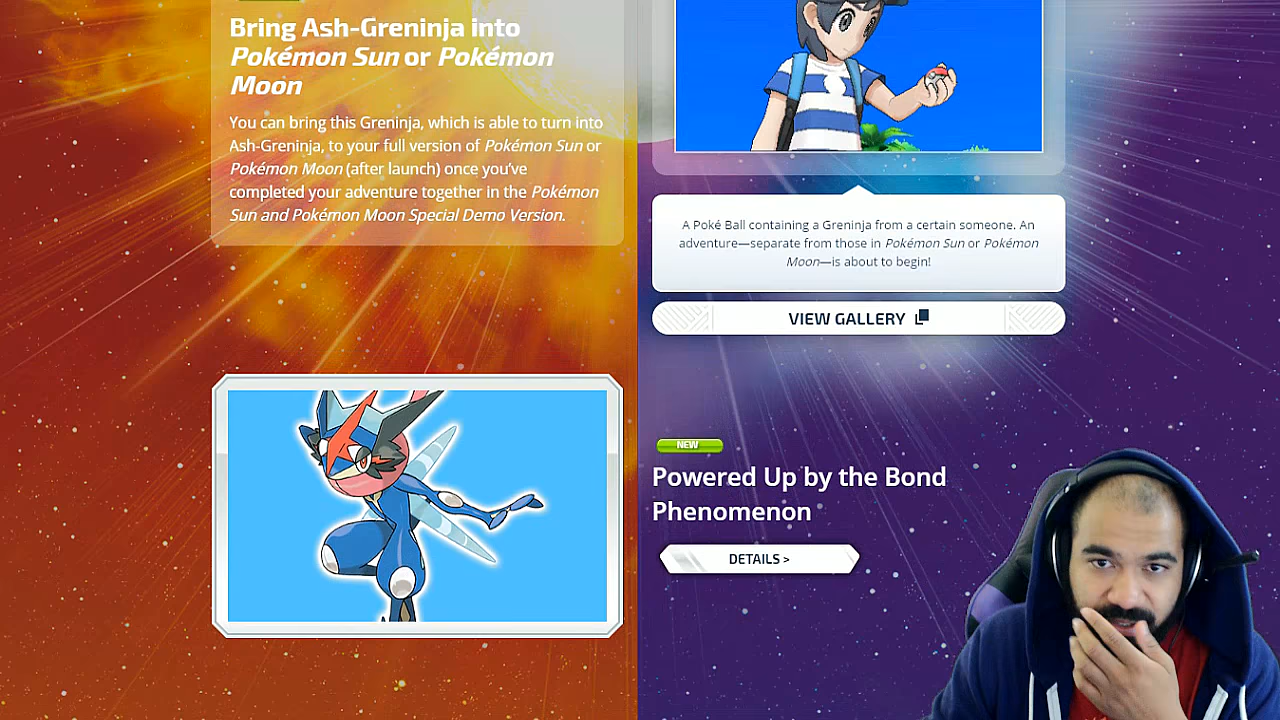 Bring Ash-Greninja into
Pokémon Sun or Pokémon
Moon
You can bring this Greninja, which is able to turn into
Ash-Greninja, to your full version of Pokémon Sun or
Pokémon Moon (after launch) once you've
completed your adventure together in the Pokémon
Sun and Pokémon Moon Special Demo Version.
A Poké Ball containing a Greninja from a certain someone. An
adventure—separate from those in Pokémon Sun or Pokémon
Moon—is about to begin!
VIEW GALLERY
NEW
Powered Up by the Bond
Phenomenon
DETAILS >